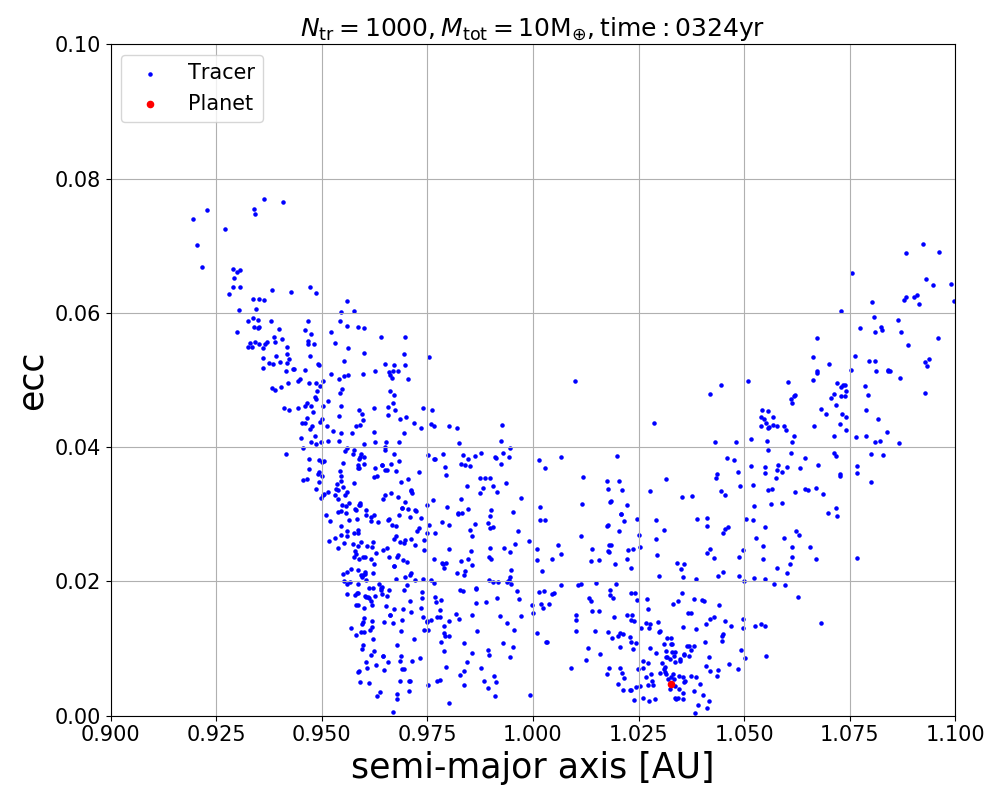 N_tr = 1000, M_tot = 10M_⊕, time : 0324yr
Tracer
Planet
0.10
0.08
0.06
0.04
0.02
0.00
ecc
0.900 0.925 0.950 0.975 1.000 1.025 1.050 1.075 1.100
semi-major axis [AU]